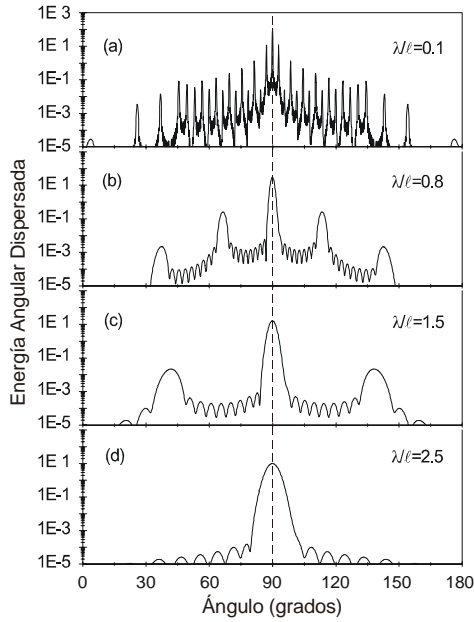 Energía Angular Dispersada
1E 3
1E 1
1E-1
1E-3
1E-5
(a)
λ/ℓ=0.1
1E 1
1E-1
1E-3
1E-5
(b)
λ/ℓ=0.8
1E 1
1E-1
1E-3
1E-5
(c)
λ/ℓ=1.5
1E 1
1E-1
1E-3
1E-5
(d)
λ/ℓ=2.5
0 30 60 90 120 150 180
Ángulo (grados)